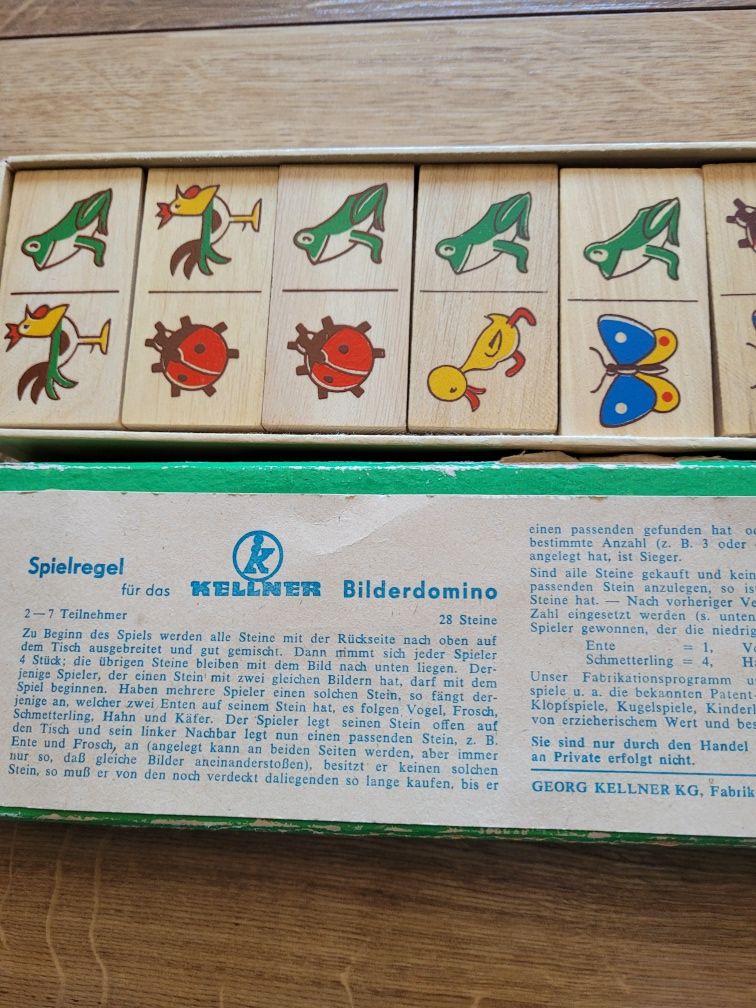 Spielregel
für das KELLNER Bilderdomino
2—7 Teilnehmer 28 Steine
Zu Beginn des Spiels werden alle Steine mit der Rückseite nach oben auf
dem Tisch ausgebreitet und gut gemischt. Dann nimmt sich jeder Spieler
4 Stück; die übrigen Steine bleiben mit dem Bild nach unten liegen. Der-
jenige Spieler, der einen Stein mit zwei gleichen Bildern hat, darf mit dem
Spiel beginnen. Haben mehrere Spieler einen solchen Stein, so fängt der-
jenige an, welcher zwei Enten auf seinem Stein hat, es folgen Vogel, Frosch,
Schmetterling, Hahn und Käfer. Der Spieler legt seinen Stein offen auf
den Tisch und sein linker Nachbar legt nun einen passenden Stein, z. B.
Ente und Frosch, an (angelegt kann an beiden Seiten werden, aber immer
nur so, daß gleiche Bilder aneinanderstoßen), besitzt er keinen solchen
Stein, so muß er von den noch verdeckt daliegenden so lange kaufen, bis er
einen passenden gefunden hat
bestimmte Anzahl (z. B. 3 oder
angelegt hat, ist Sieger.
Sind alle Steine gekauft und
passenden Stein anzulegen, so
Steine hat. — Nach vorheriger
Zahl eingesetzt werden (s. unten
Spieler gewonnen, der die
Ente = 1,
Schmetterling = 4,
Unser Fabrikationsprogramm
spiele u. a. die bekannten
Klopfspiele, Kugelspiele,
von erzieherischem Wert und
Sie sind nur durch den Handel
an Private erfolgt nicht.
GEORG KELLNER KG, Fabrik